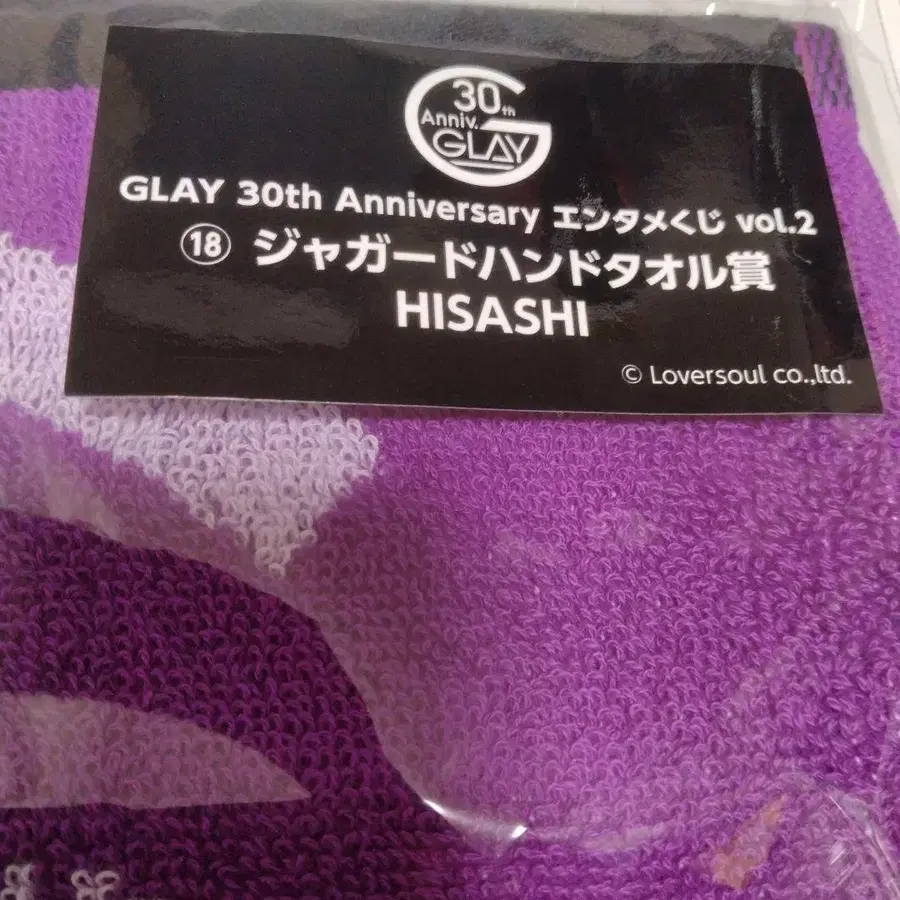 30th
Anniv.
GLAY
GLAY 30th Anniversary エンタメくじ vol.2
⑱ ジャガードハンドタオル賞
HISASHI
© Loversoul co.,ltd.